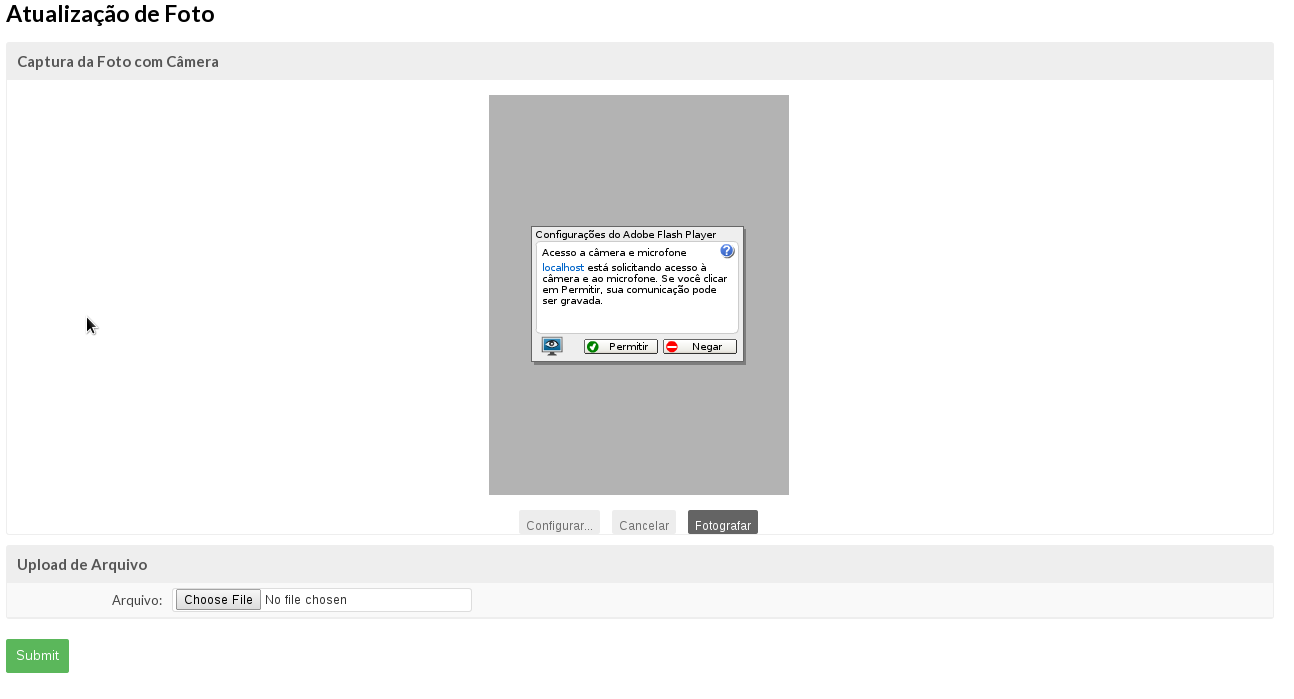 Atualização de Foto
Captura da Foto com Câmera
Configurações do Adobe Flash Player
Acesso a câmera e microfone
?
localhost está solicitando acesso à
câmera e ao microfone. Se você clicar
em Permitir, sua comunicação pode
ser gravada.
Permitir Negar
Configurar... Cancelar Fotografar
Upload de Arquivo
Arquivo: Choose File No file chosen
Submit